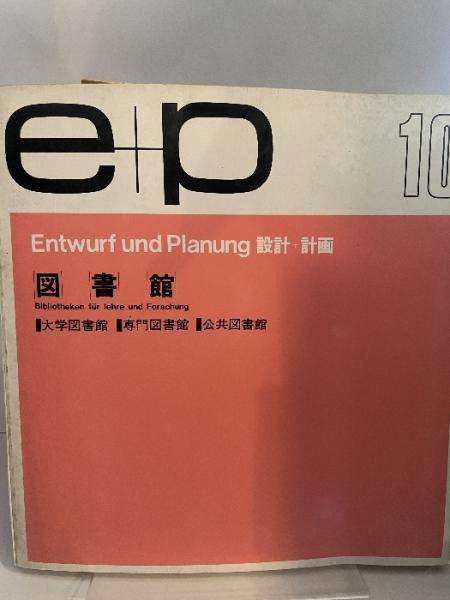 e+p
10
Entwurf und Planung 設計+計画
図書館
Bibliotheken für lehre und Forschung
大学図書館 専門図書館 公共図書館